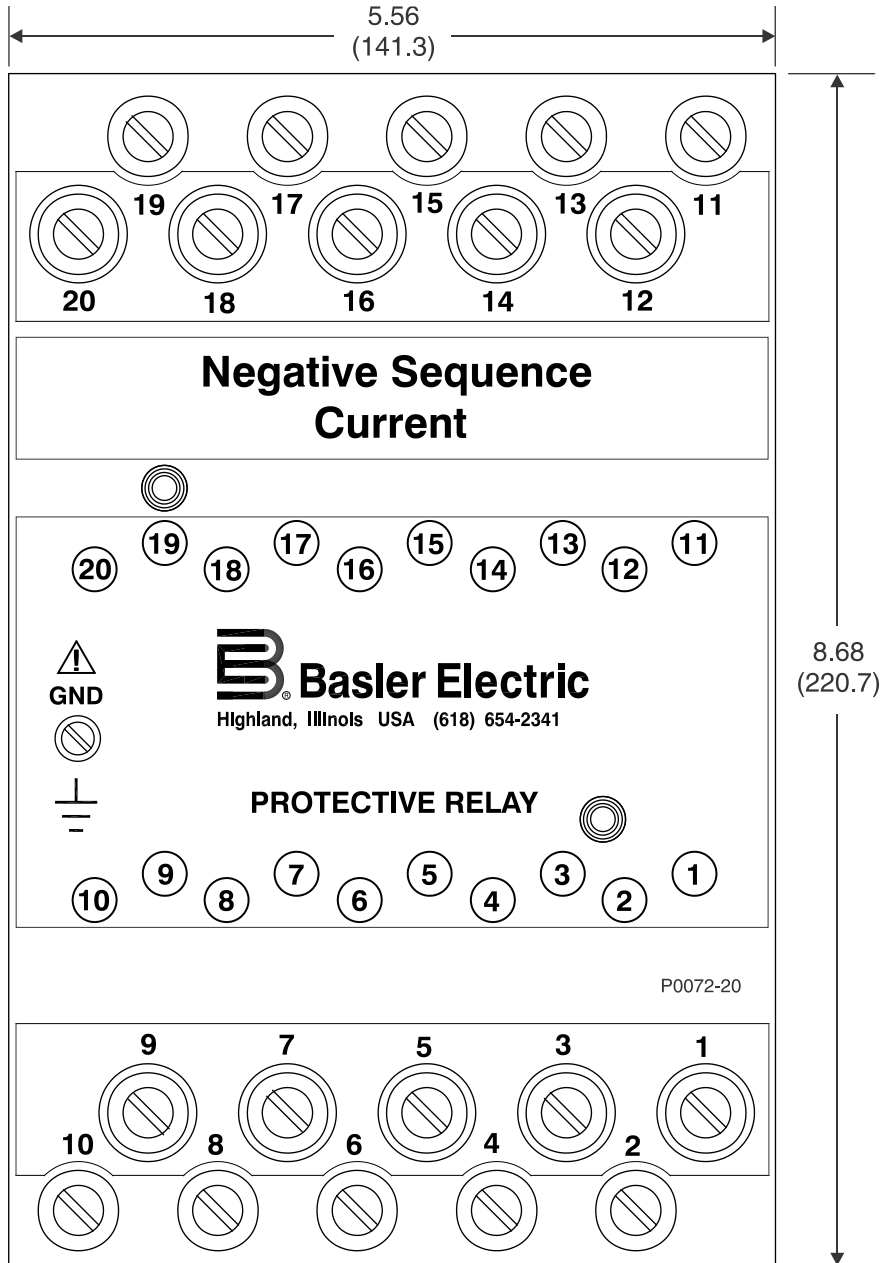 5.56
(141.3)
19 17 15 13 11
20 18 16 14 12
Negative Sequence
Current
19 17 15 13 11
20 18 16 14 12
8.68
(220.7)
GND
Basler Electric
®
Highland, Illinois USA (618) 654-2341
PROTECTIVE RELAY
9 7 5 3 1
10 8 6 4 2
P0072-20
9 7 5 3 1
10 8 6 4 2